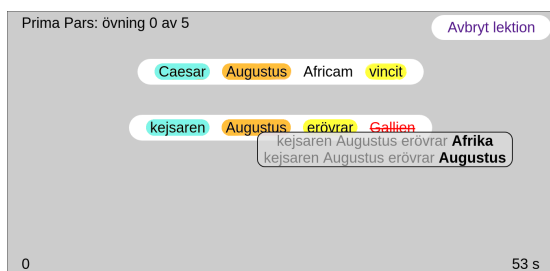 Prima Pars: övning 0 av 5
Avbryt lektion
Caesar Augustus Africam vincit
kejsaren Augustus erövrar Gallien
kejsaren Augustus erövrar Afrika
kejsaren Augustus erövrar Augustus
0
53 s